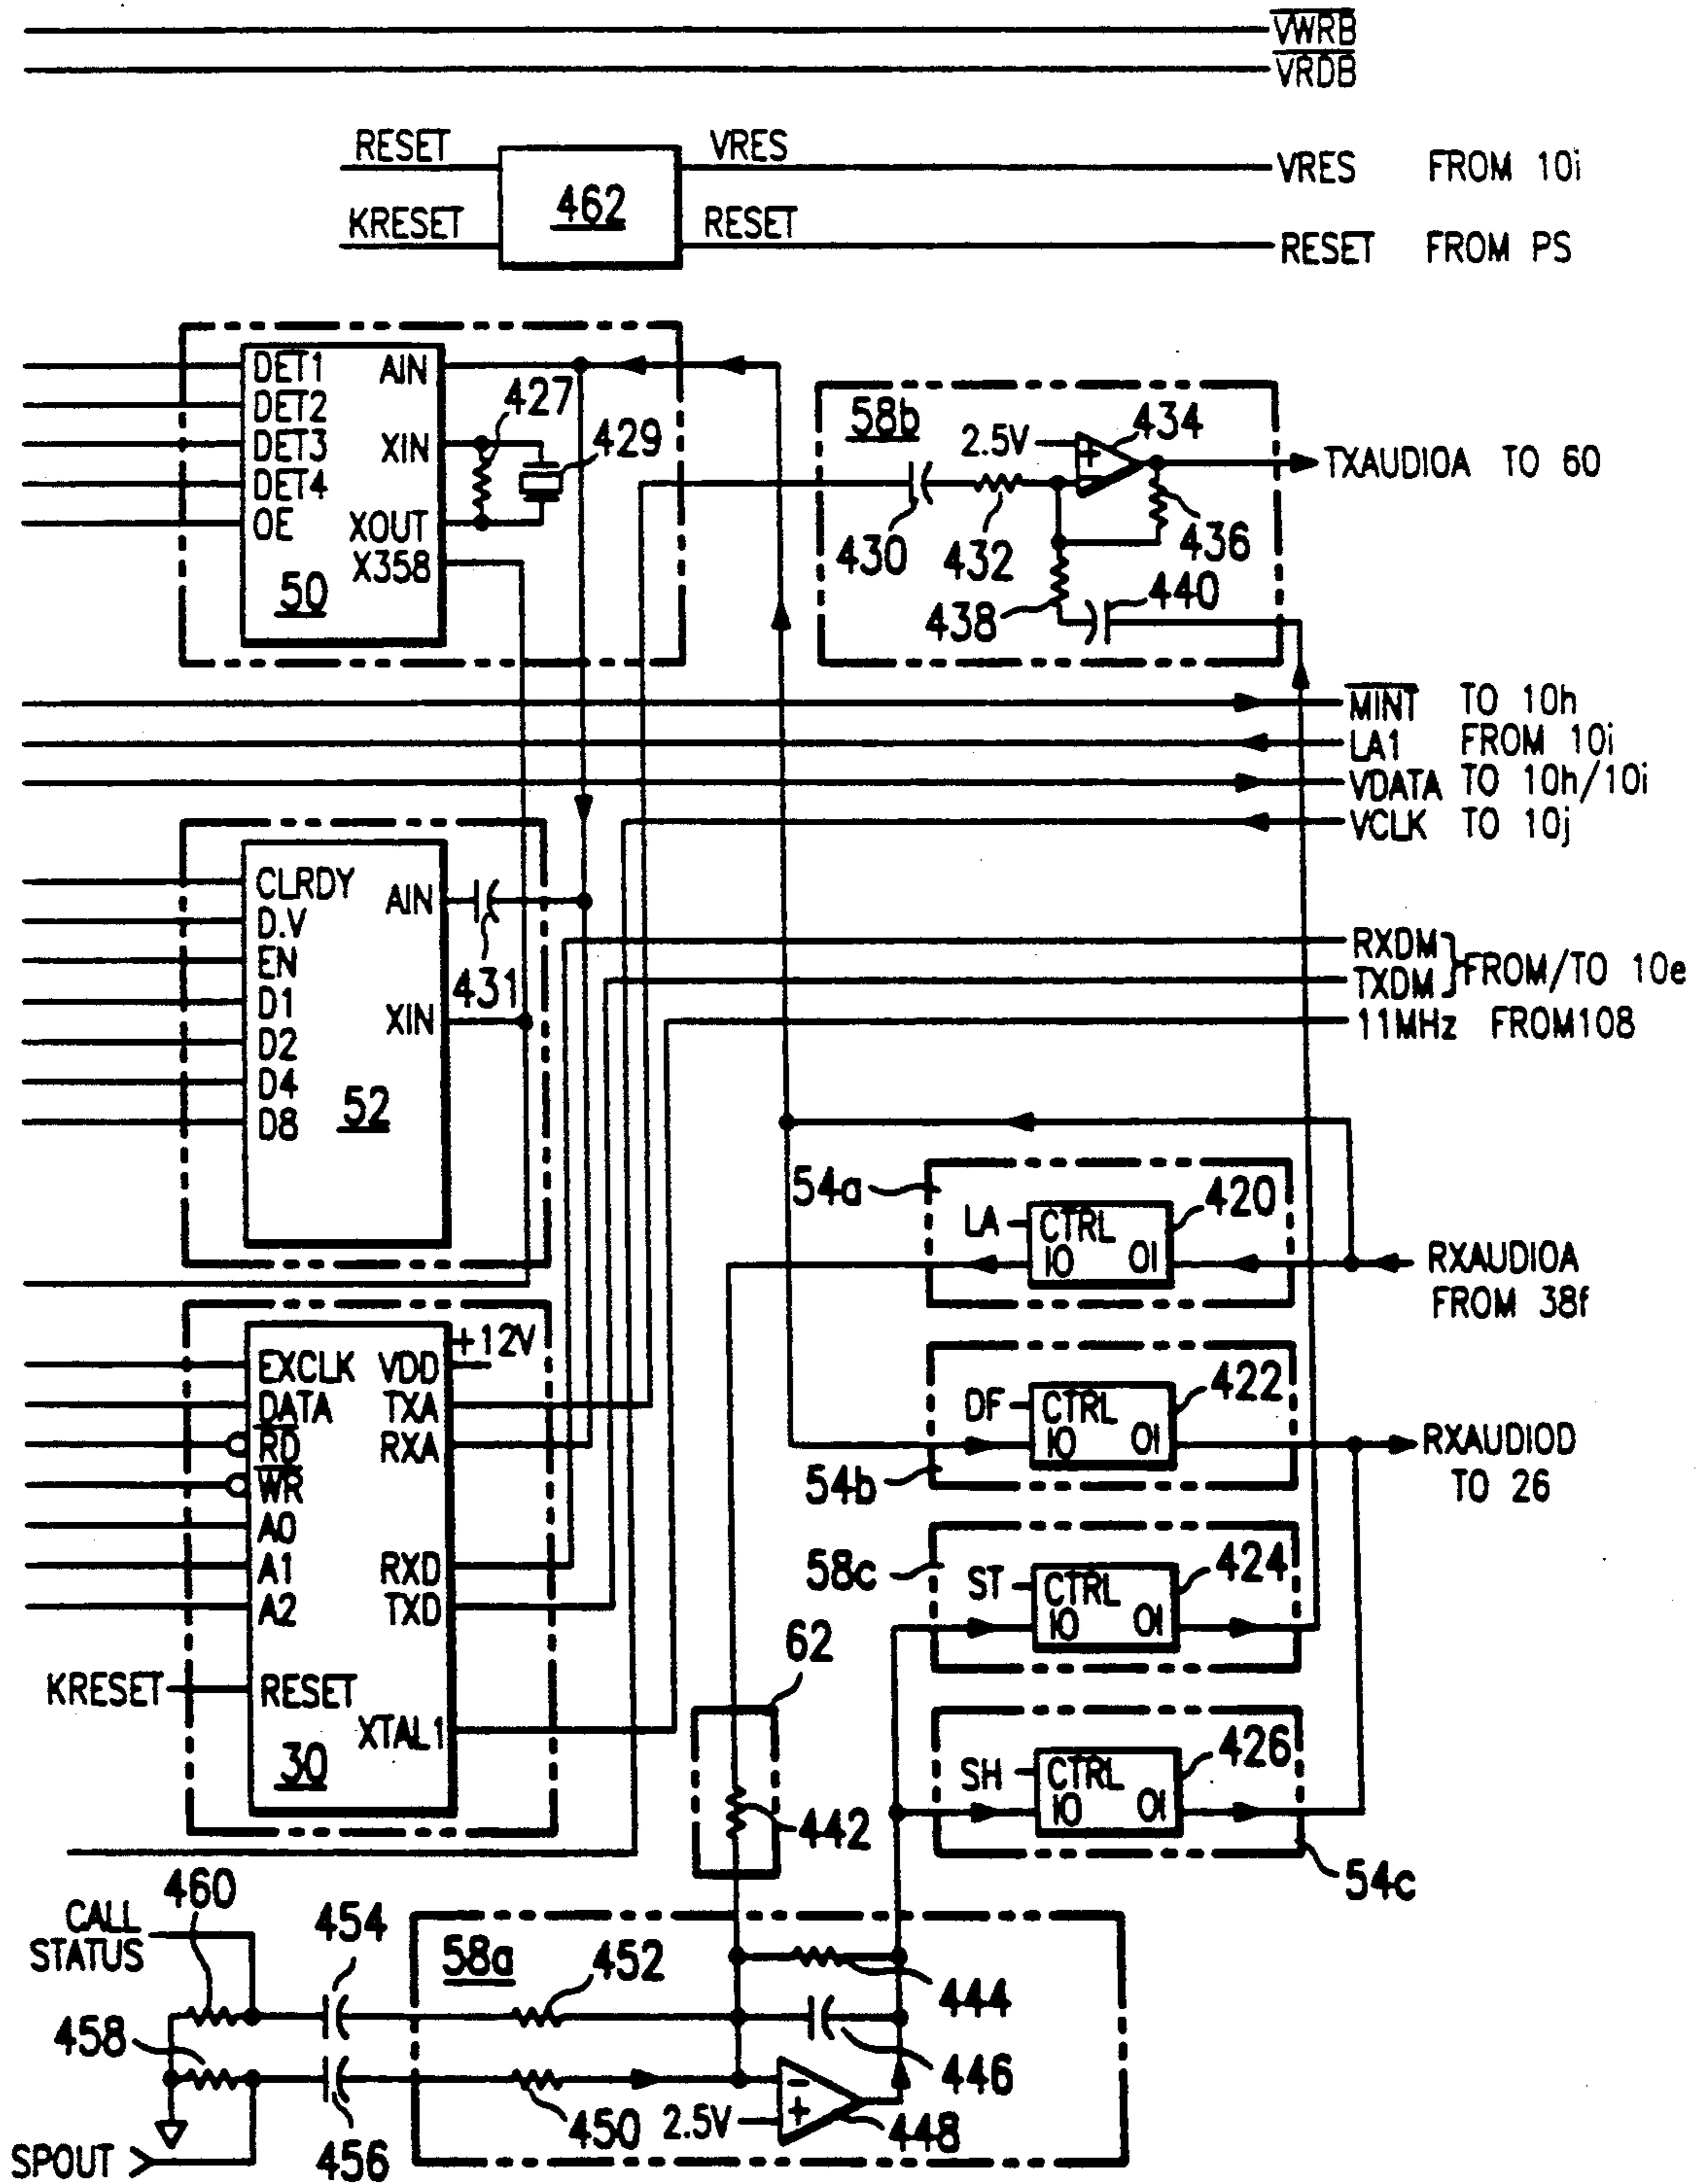 VWRB
VRDB
RESET VRES VRES FROM 10i
462
KRESET RESET RESET FROM PS
DET1 AIN
427
DET2
58b
434
DET3 XIN
429
2.5V
+
TXAUDIOA TO 60
DET4
-
OE XOUT
430 432 436
X358
50
438 440
MINT TO 10h
LA1 FROM 10i
VDATA TO 10h/10i
VCLK TO 10j
CLRDY AIN
D.V
EN
431
RXDM
TXDM
FROM/TO 10e
D1
XIN
11MHz FROM108
D2
D4
52
D8
54a
LA CTRL 420
IO OI
RXAUDIOA
FROM 38f
+12V
EXCLK VDD
DATA TXA
DF CTRL 422
RD RXA
IO OI
RXAUDIOD
TO 26
WR
54b
A0
A1 RXD
58c
ST CTRL 424
A2 TXD
IO OI
62
KRESET RESET
XTAL1
30
SH CTRL 426
442
IO OI
54c
460
CALL
STATUS
454
58a
452
444
458
446
-
450
2.5V
+
448
SPOUT
456